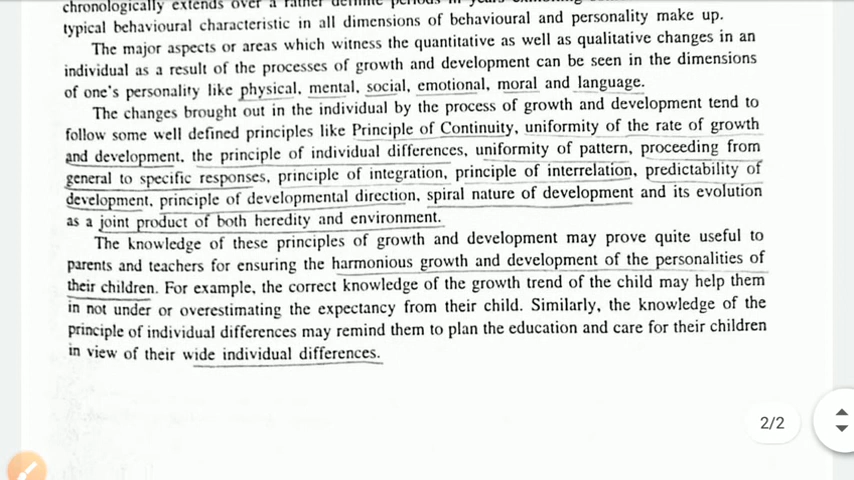 chronologically extends over a rather definite periods in years
typical behavioural characteristic in all dimensions of behavioural and personality make up.
The major aspects or areas which witness the quantitative as well as qualitative changes in an
individual as a result of the processes of growth and development can be seen in the dimensions
of one's personality like physical, mental, social, emotional, moral and language.
The changes brought out in the individual by the process of growth and development tend to
follow some well defined principles like Principle of Continuity, uniformity of the rate of growth
and development, the principle of individual differences, uniformity of pattern, proceeding from
general to specific responses, principle of integration, principle of interrelation, predictability of
development, principle of developmental direction, spiral nature of development and its evolution
as a joint product of both heredity and environment.
The knowledge of these principles of growth and development may prove quite useful to
parents and teachers for ensuring the harmonious growth and development of the personalities of
their children. For example, the correct knowledge of the growth trend of the child may help them
in not under or overestimating the expectancy from their child. Similarly, the knowledge of the
principle of individual differences may remind them to plan the education and care for their children
in view of their wide individual differences.
2/2